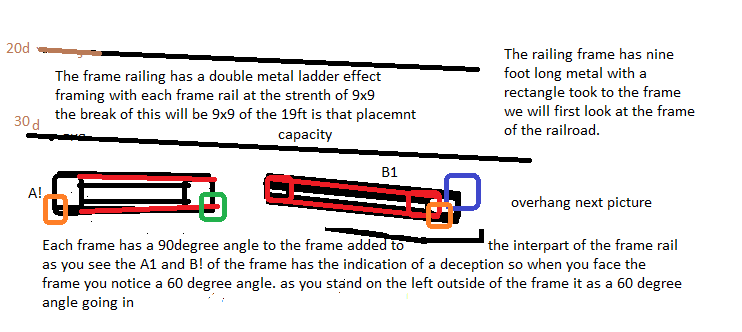 20d
The railing frame has nine
foot long metal with a
rectangle took to the frame
we will first look at the frame
of the railroad.
The frame railing has a double metal ladder effect
framing with each frame rail at the strenth of 9x9
the break of this will be 9x9 of the 19ft is that placemnt
capacity
30 d
A!
B1
overhang next picture
Each frame has a 90degree angle to the frame added to the interpart of the frame rail
as you see the A1 and B! of the frame has the indication of a deception so when you face the
frame you notice a 60 degree angle. as you stand on the left outside of the frame it as a 60 degree
angle going in